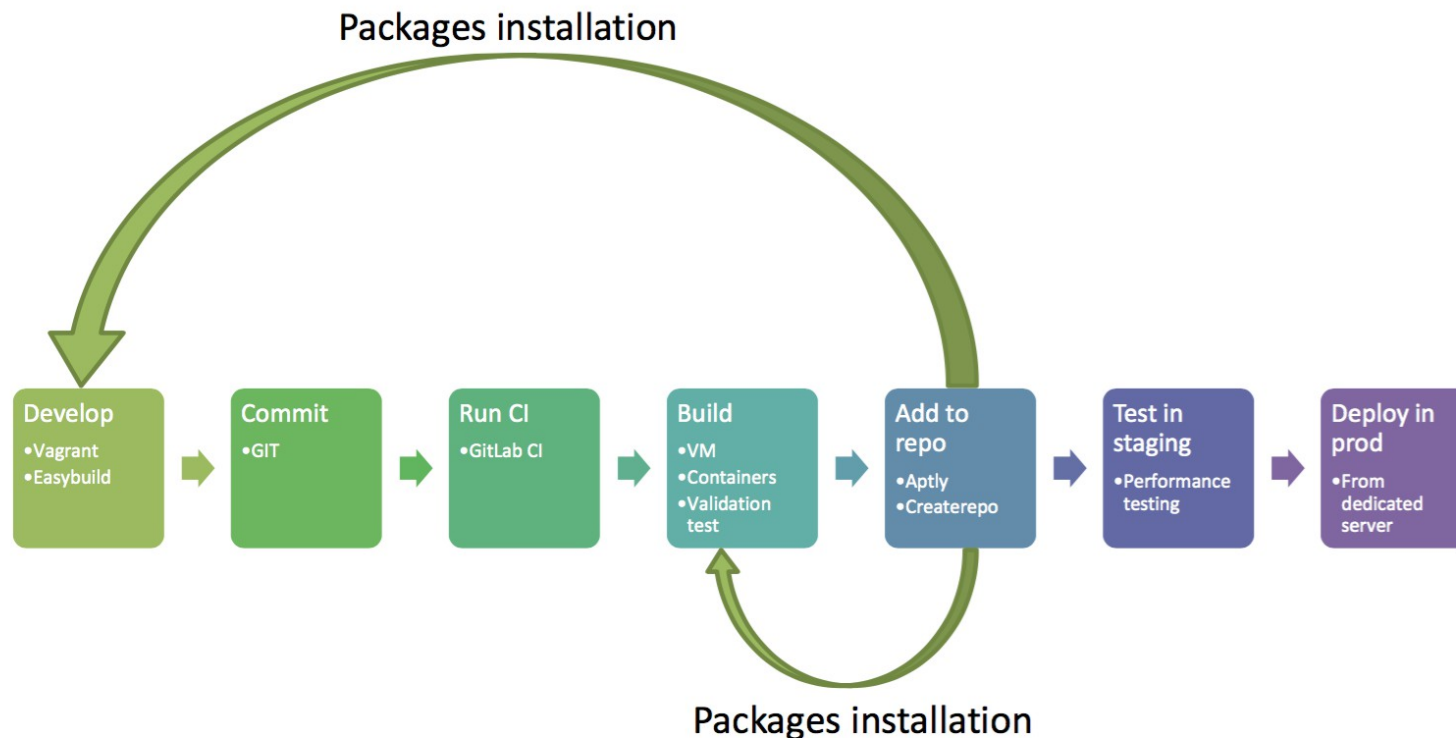 Packages installation
Develop
•Vagrant
•Easybuild
Commit
•GIT
Run CI
•GitLab CI
Build
•VM
•Containers
•Validation
test
Add to
repo
•Aptly
•Createrepo
Test in
staging
•Performance
testing
Deploy in
prod
•From
dedicated
server
Packages installation